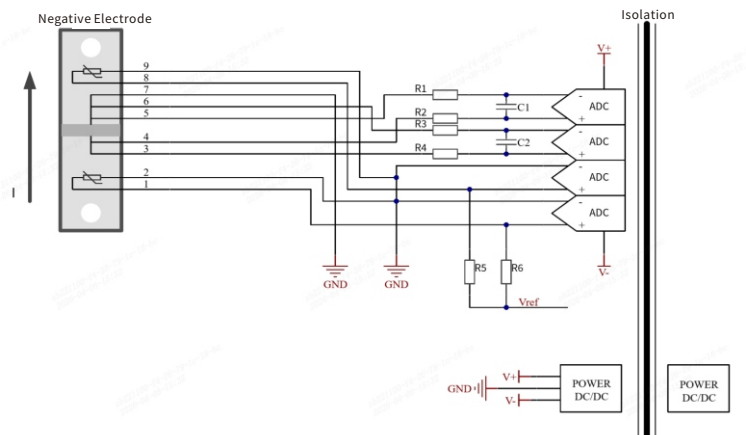 Negative Electrode
Isolation
V+
9
8
7
6
5
4
3
2
1
R1
R2
R3
R4
C1
C2
-
+
ADC
-
+
ADC
-
+
ADC
-
+
ADC
I
V-
R5
R6
GND
GND
Vref
V+
GND
V-
POWER
DC/DC
POWER
DC/DC